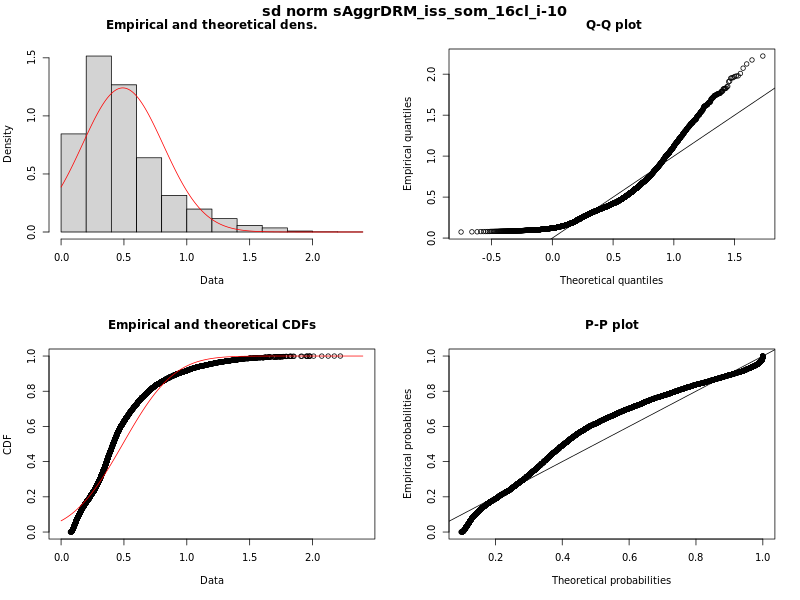 sd norm sAggrDRM_iss_som_16cl_i-10
Empirical and theoretical dens.
Density
0.0 0.5 1.0 1.5
0.0 0.5 1.0 1.5 2.0
Data
Q-Q plot
Empirical quantiles
0.0 0.5 1.0 1.5 2.0
-0.5 0.0 0.5 1.0 1.5
Theoretical quantiles
Empirical and theoretical CDFs
CDF
0.0 0.2 0.4 0.6 0.8 1.0
0.0 0.5 1.0 1.5 2.0
Data
P-P plot
Empirical probabilities
0.0 0.2 0.4 0.6 0.8 1.0
0.2 0.4 0.6 0.8 1.0
Theoretical probabilities